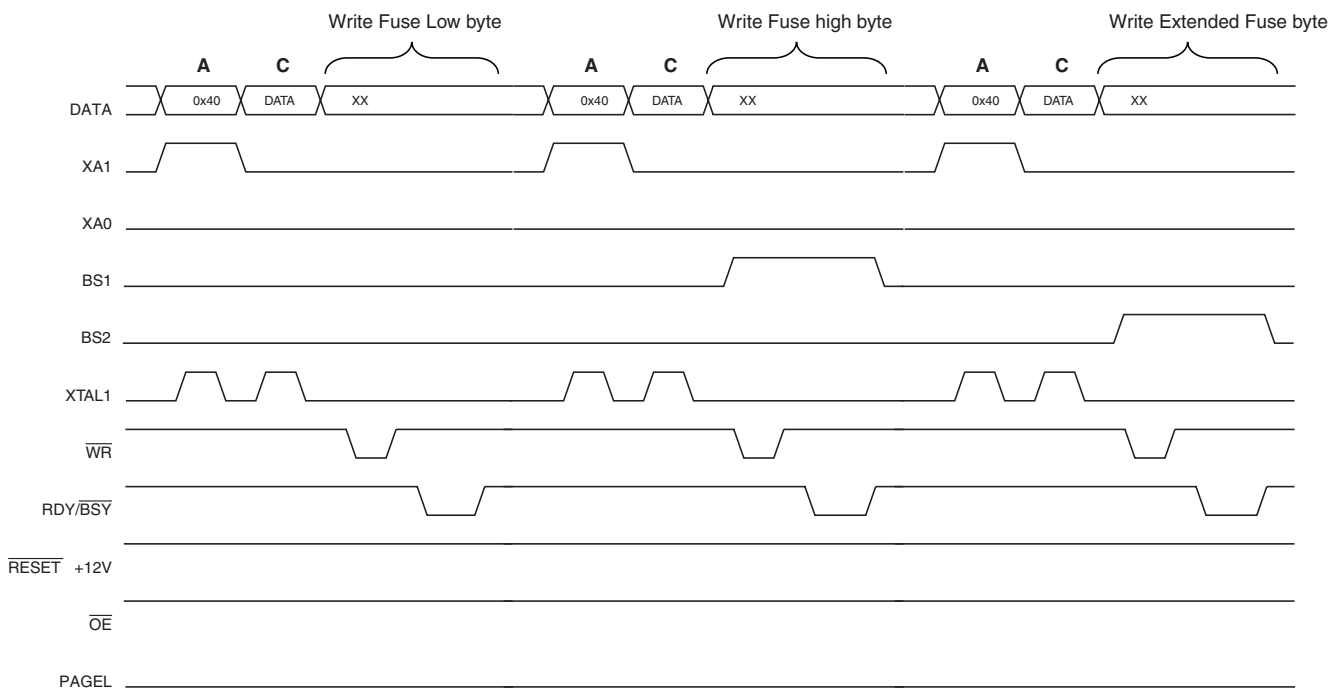 Write Fuse Low byte Write Fuse high byte Write Extended Fuse byte
A C A C A C
DATA 0x40 DATA XX 0x40 DATA XX 0x40 DATA XX
XA1
XA0
BS1
BS2
XTAL1
WR
RDY/BSY
RESET +12V
OE
PAGEL